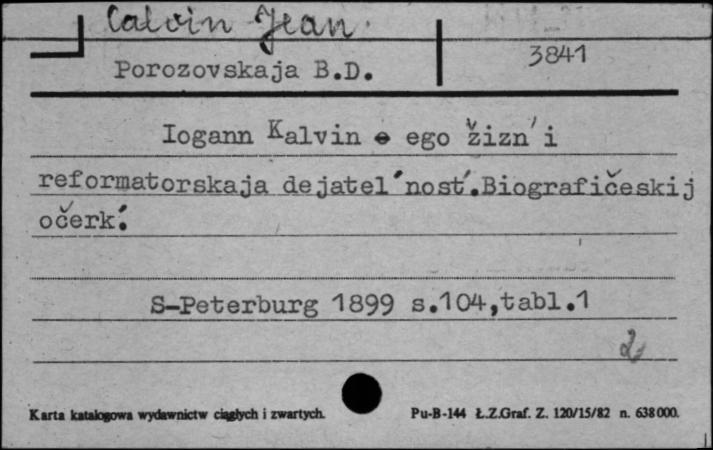 Calvin Jean.
3841
Porozovskaja B.D.
Iogann Kalvin e ego žizn' i
reformatorskaja dejatel'nost'.Biografičeskij
očerk.'
S-Peterburg 1899 s.104,tabl.1
2
Karta katalogowa wydawnictw ciągłych i zwartych.
Pu-B-144 Ł.Z.Graf. Z. 120/15/82 n. 638000.